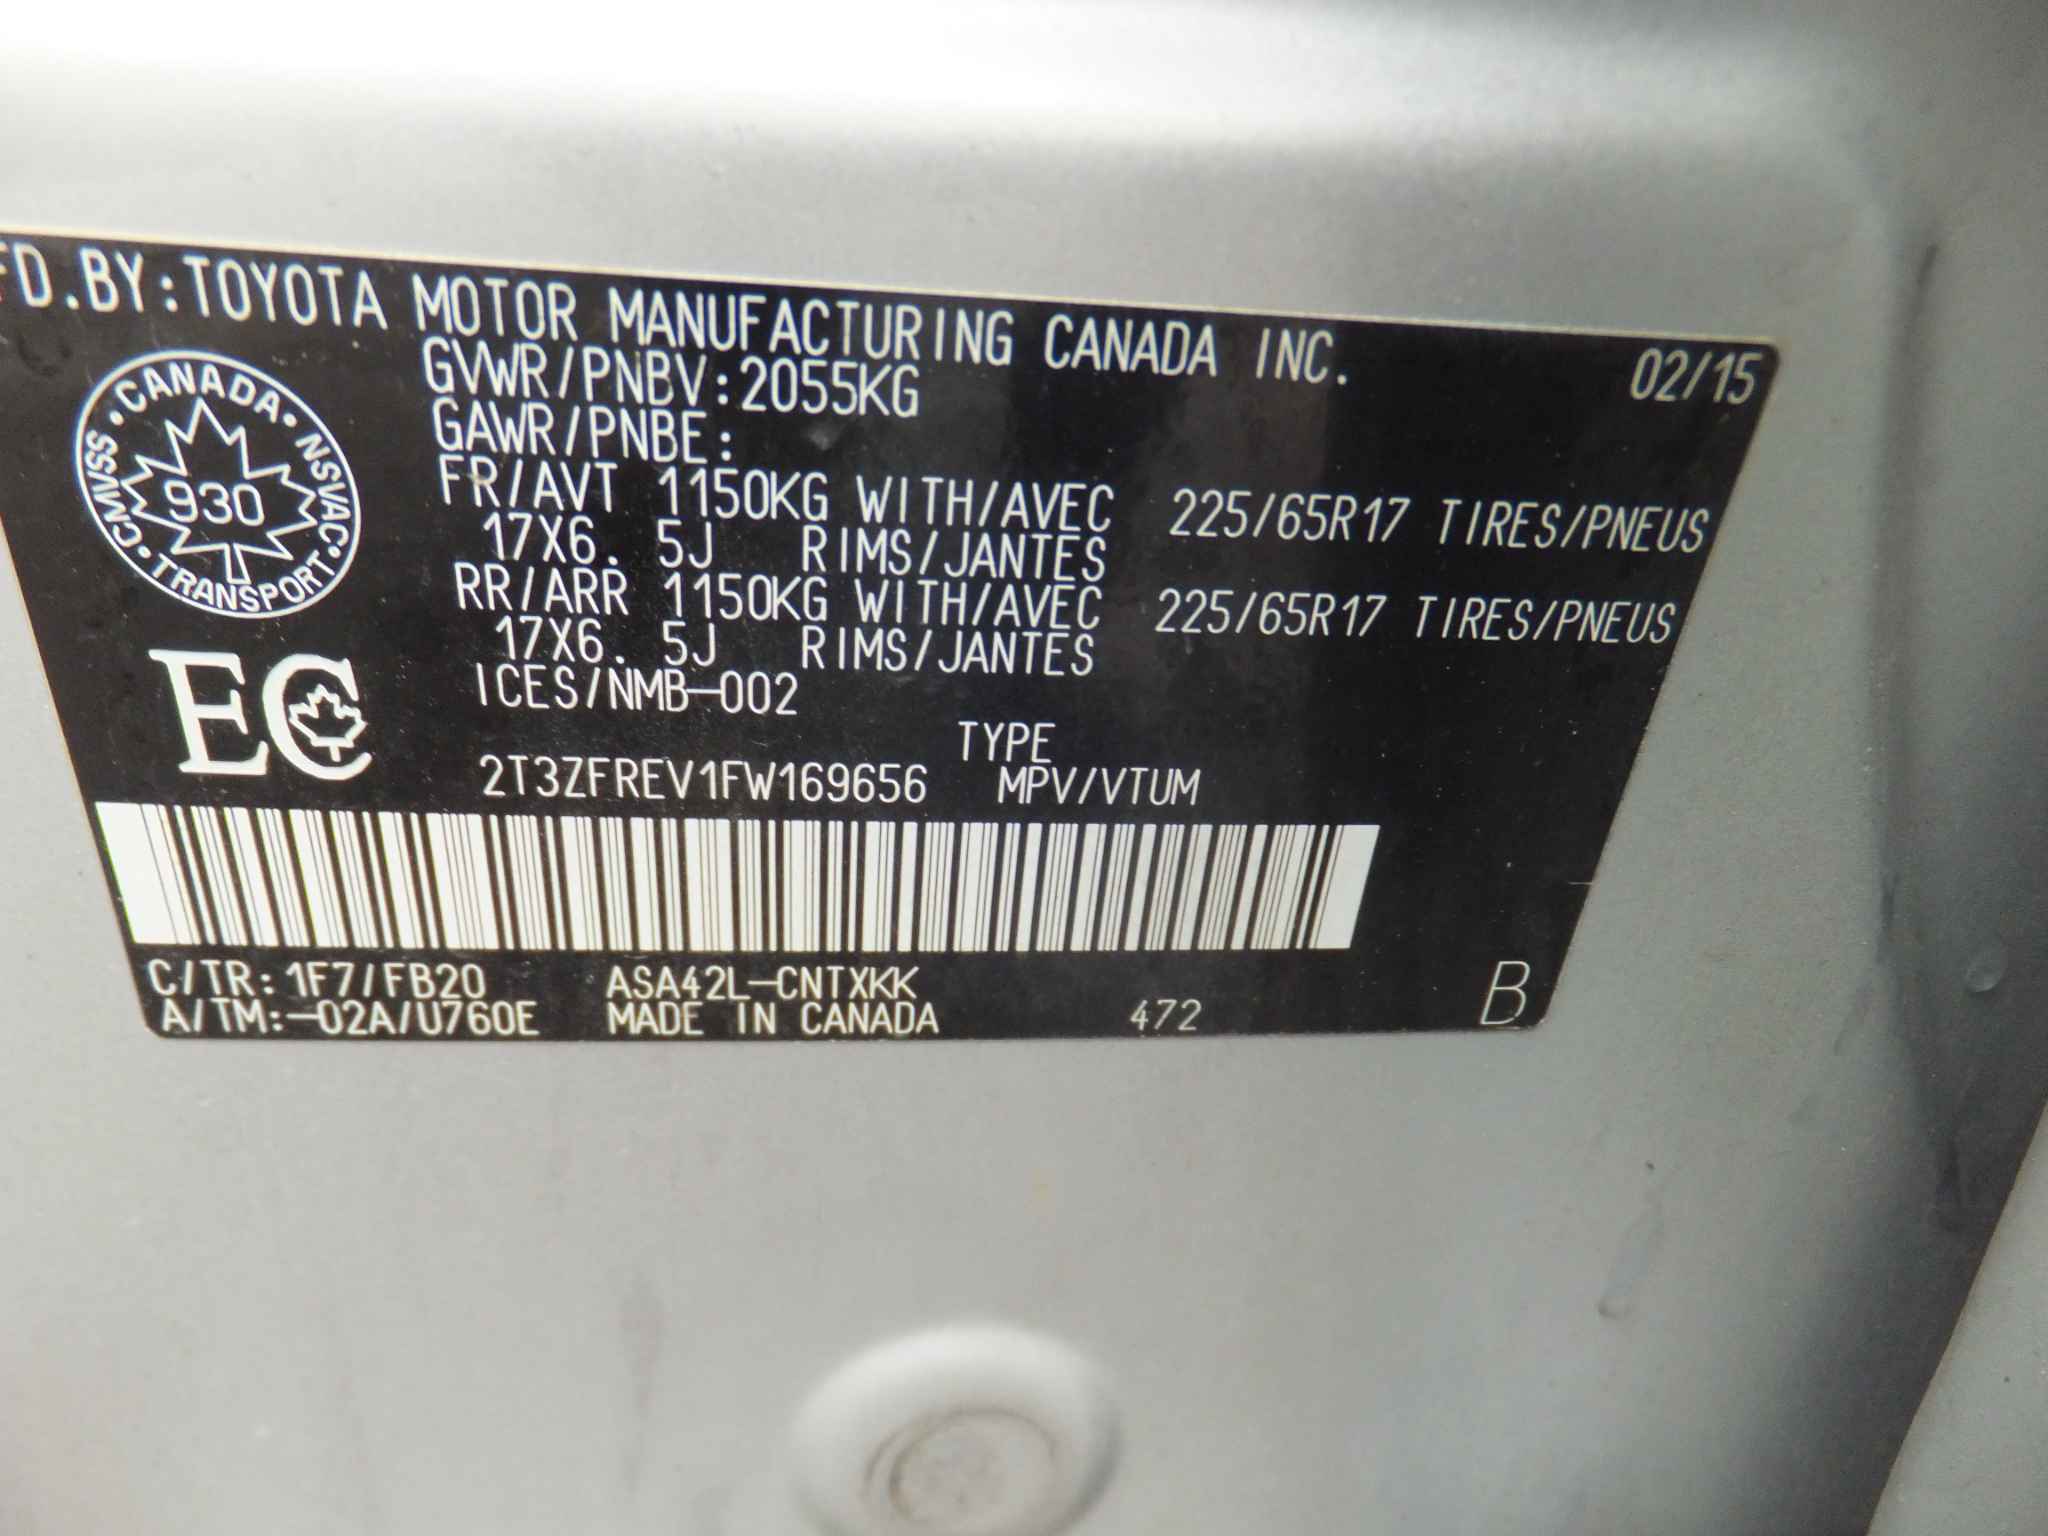 FD.BY:TOYOTA MOTOR MANUFACTURING CANADA INC. 02/15
GVWR/PNBV:2055KG
GAWR/PNBE:
FR/AVT 1150KG WITH/AVEC 225/65R17 TIRES/PNEUS
17X6. 5J RIMS/JANTES
RR/ARR 1150KG WITH/AVEC 225/65R17 TIRES/PNEUS
17X6. 5J RIMS/JANTES
ICES/NMB-002
CANADA · NSVAC · TRANSPORT · CMVSS ·
930
EC
TYPE
2T3ZFREV1FW169656 MPV/VTUM
C/TR: 1F7/FB20 ASA42L-CNTXKK
A/TM:-02A/U760E MADE IN CANADA 472 B